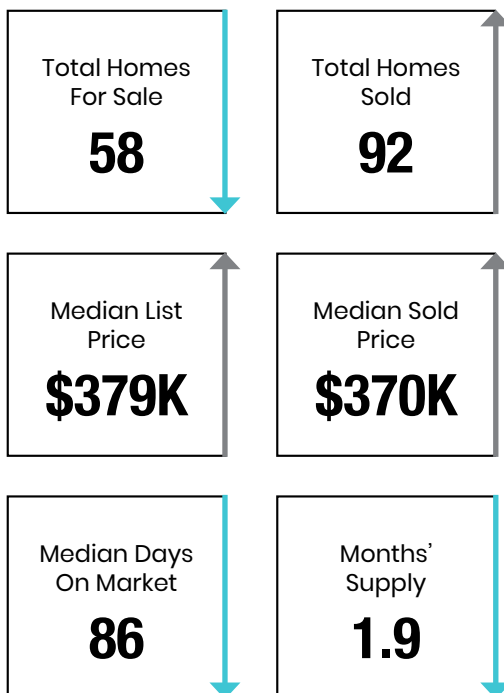 Total Homes
For Sale
58
Total Homes
Sold
92
Median List
Price
$379K
Median Sold
Price
$370K
Median Days
On Market
86
Months’
Supply
1.9